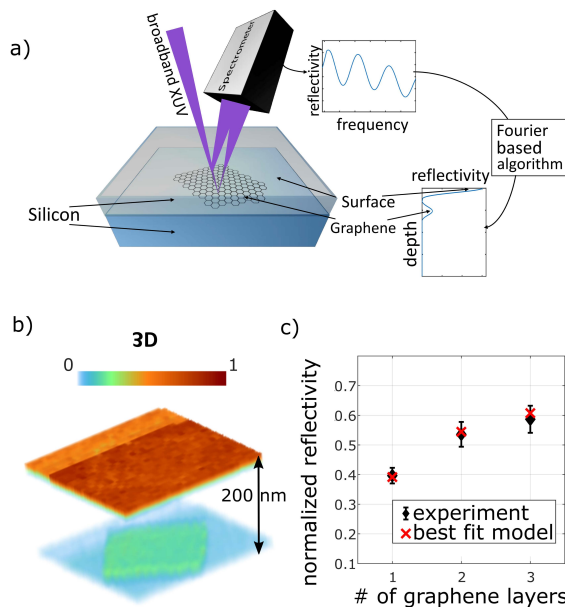 a)
broadband
XUV
Spectrometer
reflectivity
frequency
Fourier
based
algorithm
reflectivity
depth
Silicon
Surface
Graphene
b)
3D
0 1
200 nm
c)
normalized reflectivity
0.7
0.6
0.5
0.4
0.3
0.2
0.1
experiment
best fit model
1 2 3
# of graphene layers